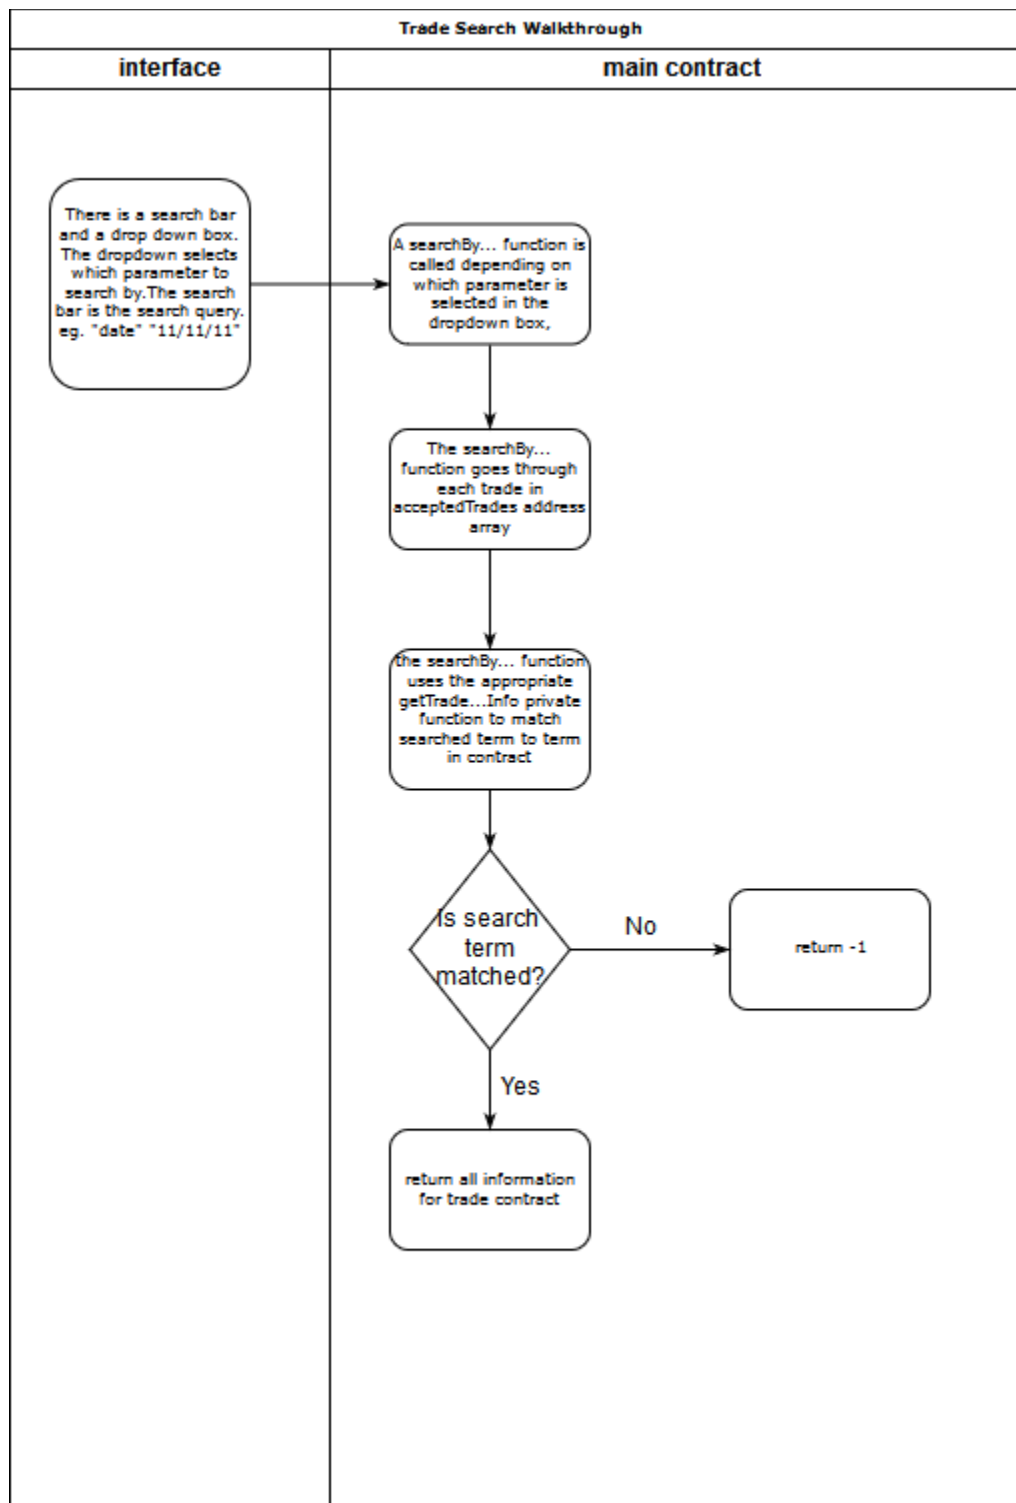 Trade Search Walkthrough
interface
main contract
There is a search bar
and a drop down box.
The dropdown selects
which parameter to
search by.The search
bar is the search query.
eg. "date" "11/11/11"
A searchBy... function is
called depending on
which parameter is
selected in the
dropdown box,
The searchBy...
function goes through
each trade in
acceptedTrades address
array
the searchBy... function
uses the appropriate
getTrade...Info private
function to match
searched term to term
in contract
Is search
term
matched?
No
return -1
Yes
return all information
for trade contract